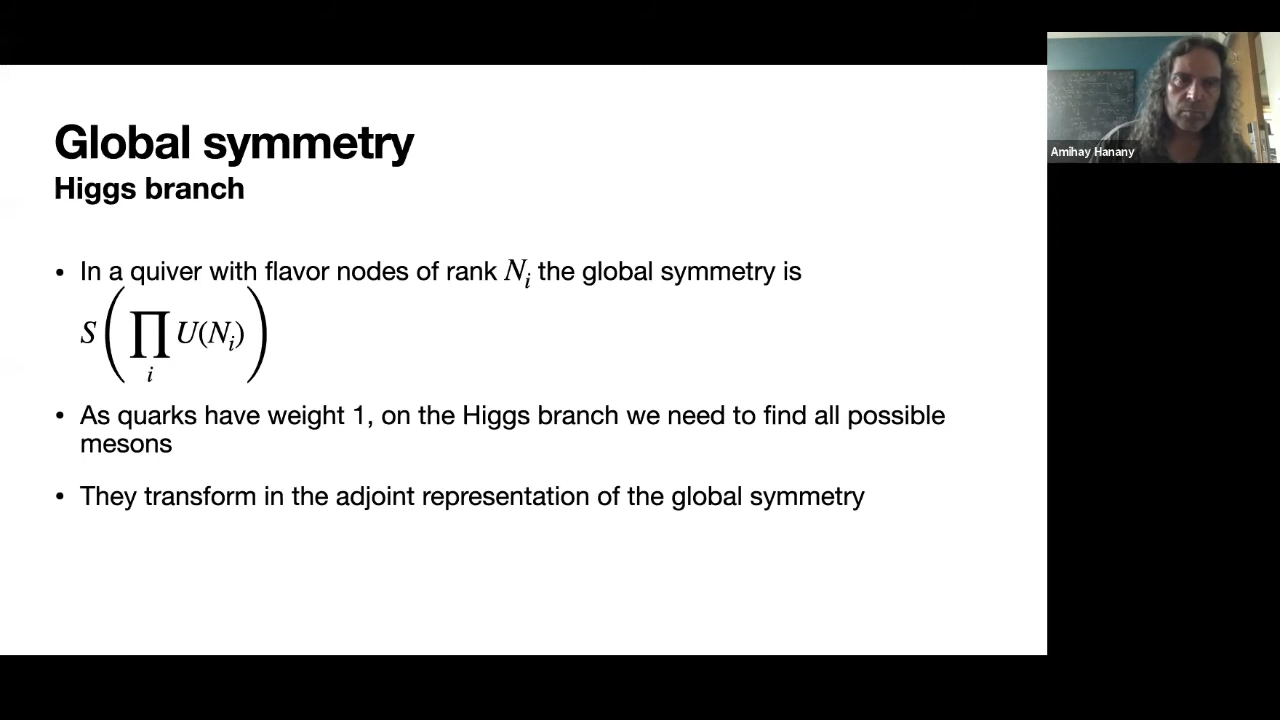 Global symmetry
Higgs branch
• In a quiver with flavor nodes of rank N_i the global symmetry is
S(∏_i U(N_i))
• As quarks have weight 1, on the Higgs branch we need to find all possible
mesons
• They transform in the adjoint representation of the global symmetry
Amihay Hanany